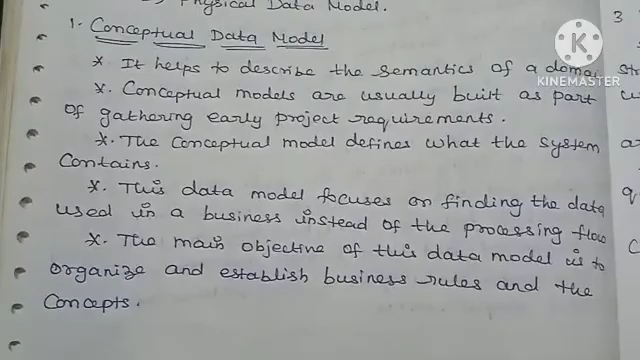 Physical Data Model.
1. Conceptual Data Model
* It helps to describe the semantics of a domai
* Conceptual models are usually built as part
of gathering early project requirements.
* The conceptual model defines what the system
Contains.
* This data model focuses on finding the data
used in a business instead of the processing flow
* The main objective of this data model is to
organize and establish business rules and the
Concepts.
3
str
q
C
KINEMASTER